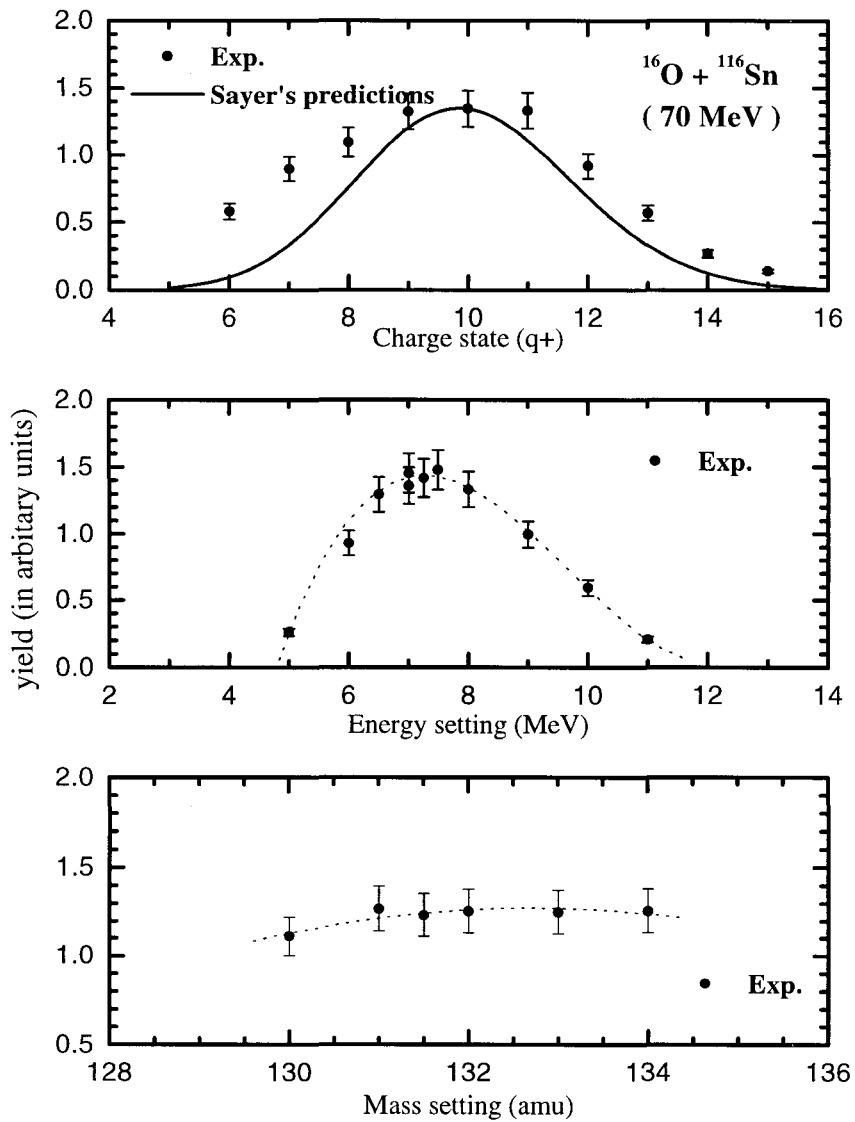 2.0
Exp.
Sayer's predictions
¹⁶O + ¹¹⁶Sn
( 70 MeV )
1.5
1.0
0.5
0.0
4 6 8 10 12 14 16
Charge state (q+)
yield (in arbitary units)
2.0
Exp.
1.5
1.0
0.5
0.0
2 4 6 8 10 12 14
Energy setting (MeV)
2.0
1.5
1.0
Exp.
0.5
128 130 132 134 136
Mass setting (amu)